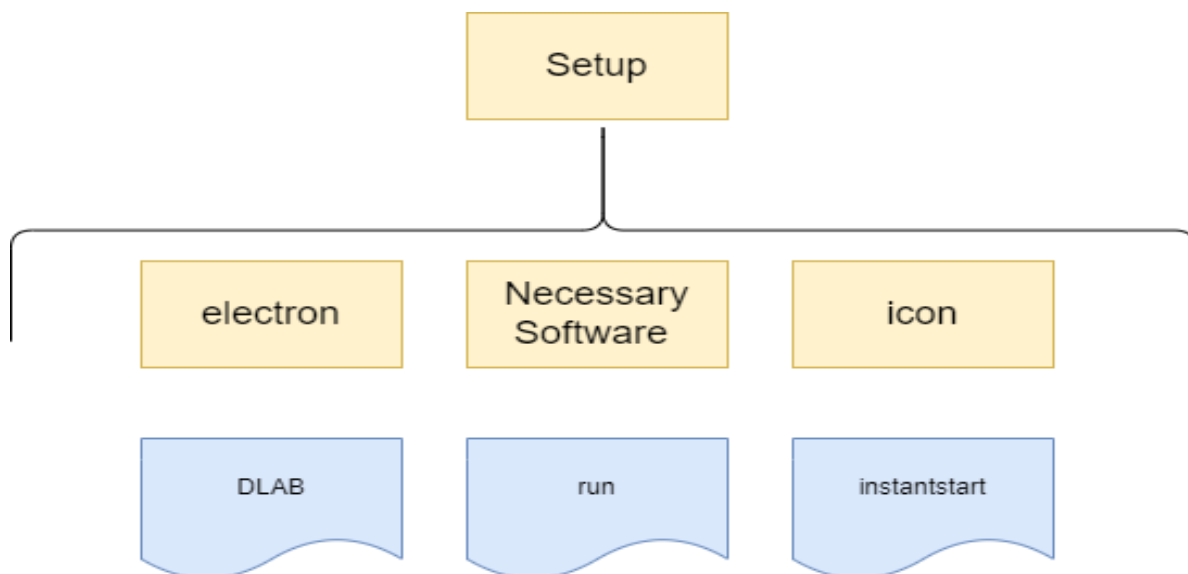 Setup
electron
Necessary
Software
icon
DLAB
run
instantstart